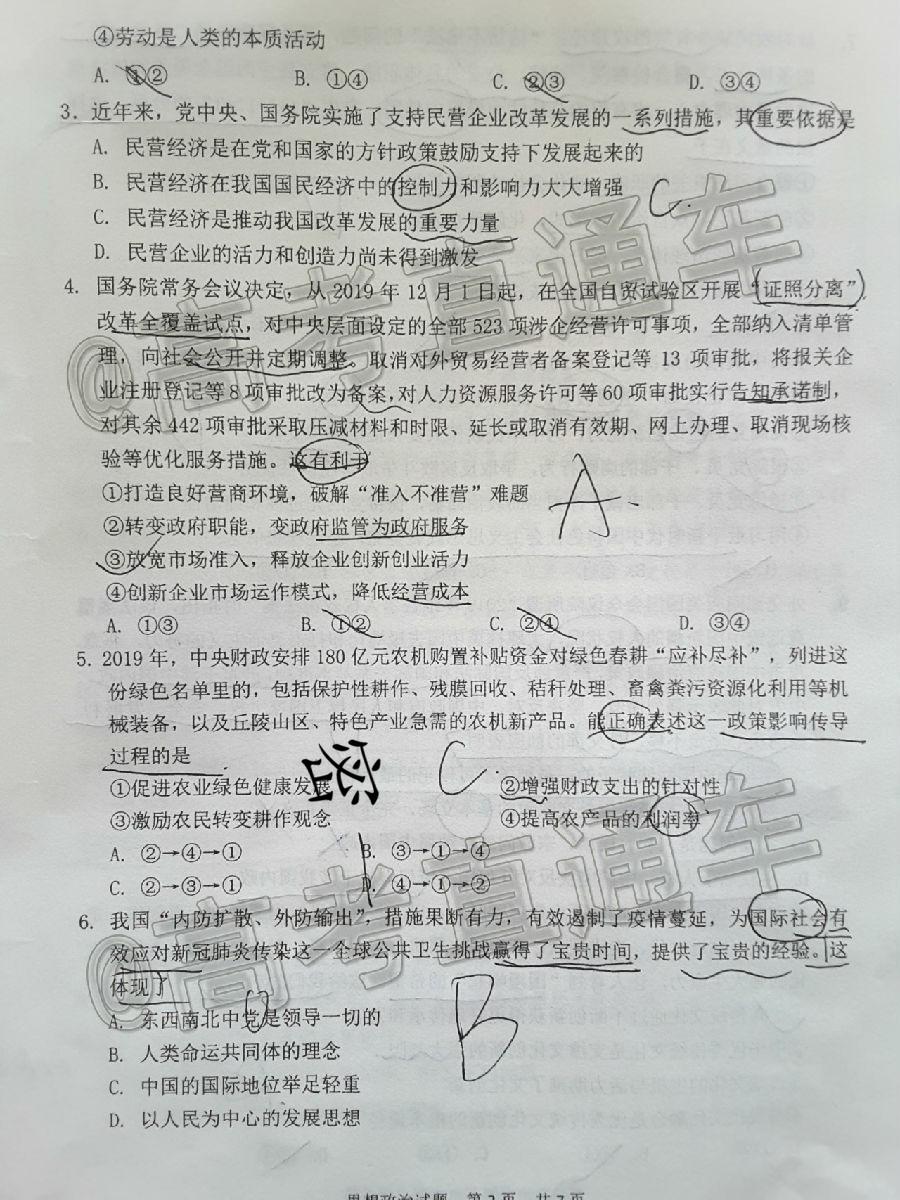 ④劳动是人类的本质活动
A. ①② B. ①④ C. ②③ D. ③④
3. 近年来，党中央、国务院实施了支持民营企业改革发展的一系列措施，其重要依据是
A. 民营经济是在党和国家的方针政策鼓励支持下发展起来的
B. 民营经济在我国国民经济中的控制力和影响力大大增强
C.
C. 民营经济是推动我国改革发展的重要力量
D. 民营企业的活力和创造力尚未得到激发
4. 国务院常务会议决定，从 2019 年 12 月 1 日起，在全国自贸试验区开展“证照分离”
改革全覆盖试点，对中央层面设定的全部 523 项涉企经营许可事项，全部纳入清单管
理，向社会公开并定期调整。取消对外贸易经营者备案登记等 13 项审批，将报关企
业注册登记等 8 项审批改为备案，对人力资源服务许可等 60 项审批实行告知承诺制，
对其余 442 项审批采取压减材料和时限、延长或取消有效期、网上办理、取消现场核
验等优化服务措施。这有利于
①打造良好营商环境，破解“准入不准营”难题
A
②转变政府职能，变政府监管为政府服务
③放宽市场准入，释放企业创新创业活力
④创新企业市场运作模式，降低经营成本
A. ①③ B. ①② C. ②④ D. ③④
5. 2019 年，中央财政安排 180 亿元农机购置补贴资金对绿色春耕“应补尽补”，列进这
份绿色名单里的，包括保护性耕作、残膜回收、秸秆处理、畜禽粪污资源化利用等机
械装备，以及丘陵山区、特色产业急需的农机新产品。能正确表述这一政策影响传导
过程的是
密
C.
①促进农业绿色健康发展 ②增强财政支出的针对性
③激励农民转变耕作观念 ④提高农产品的利润率
A. ②→④→① B. ③→①→④
C. ②→③→① D. ④→①→②
6. 我国“内防扩散、外防输出”，措施果断有力，有效遏制了疫情蔓延，为国际社会有
效应对新冠肺炎传染这一全球公共卫生挑战赢得了宝贵时间，提供了宝贵的经验。这
体现了
A. 东西南北中党是领导一切的
B
B. 人类命运共同体的理念
C. 中国的国际地位举足轻重
D. 以人民为中心的发展思想
思想政治试题 第 2 页 共 7 页
@高考直通车
@高考直通车